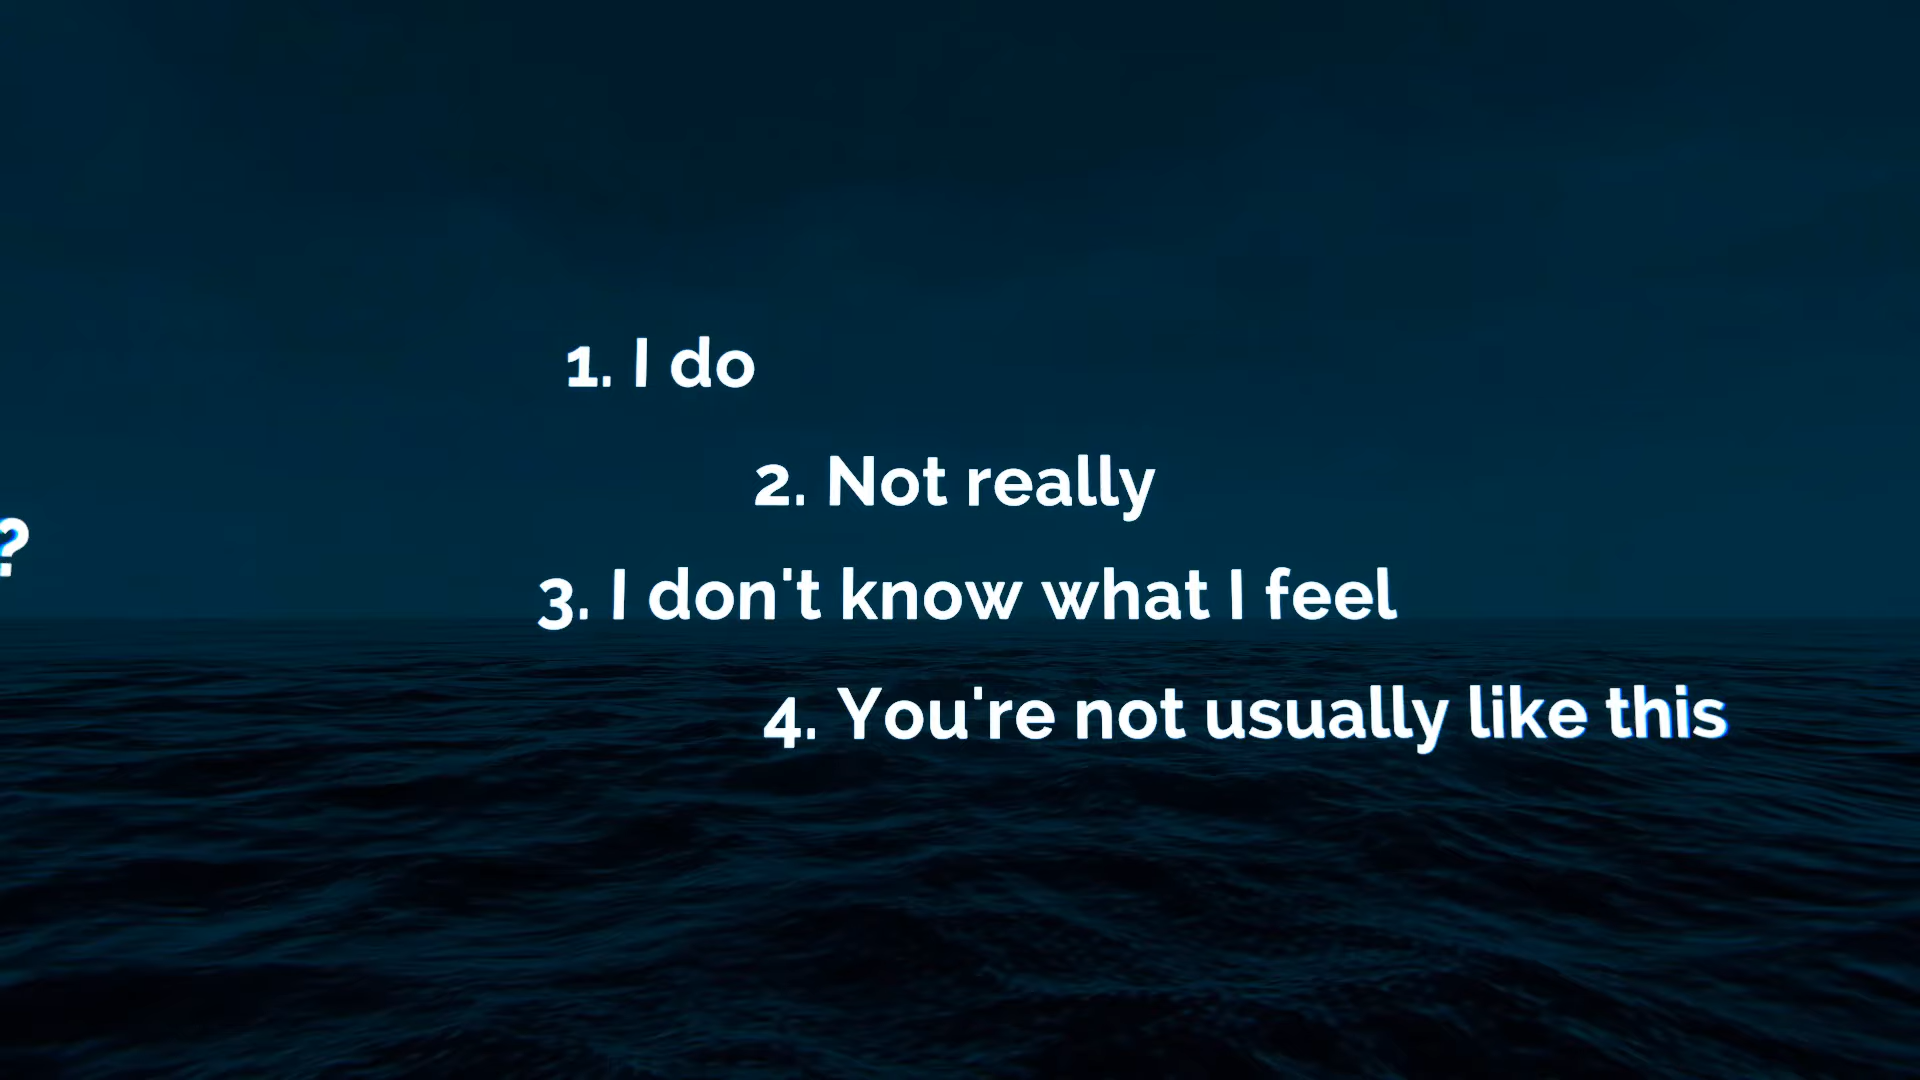 1. I do
2. Not really
?
3. I don't know what I feel
4. You're not usually like this